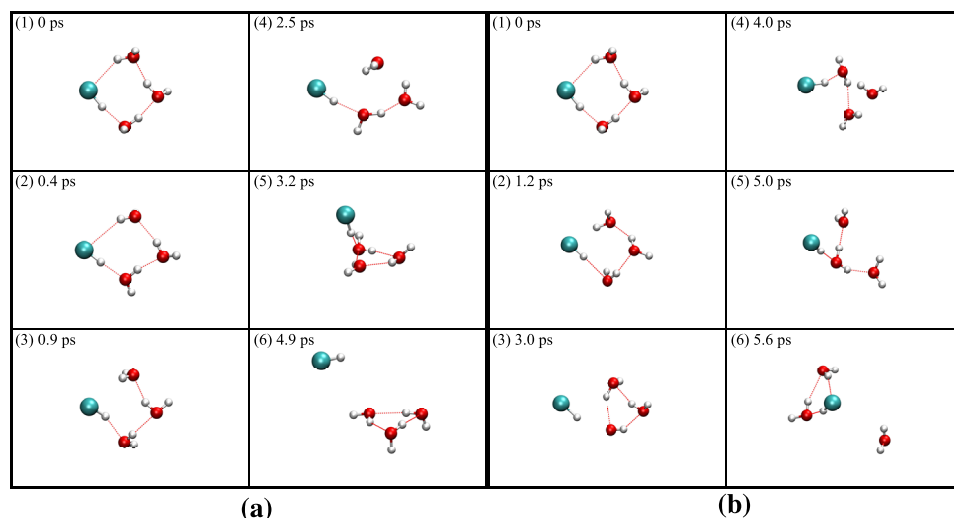 (1) 0 ps
(4) 2.5 ps
(1) 0 ps
(4) 4.0 ps
(2) 0.4 ps
(5) 3.2 ps
(2) 1.2 ps
(5) 5.0 ps
(3) 0.9 ps
(6) 4.9 ps
(3) 3.0 ps
(6) 5.6 ps
(a)
(b)